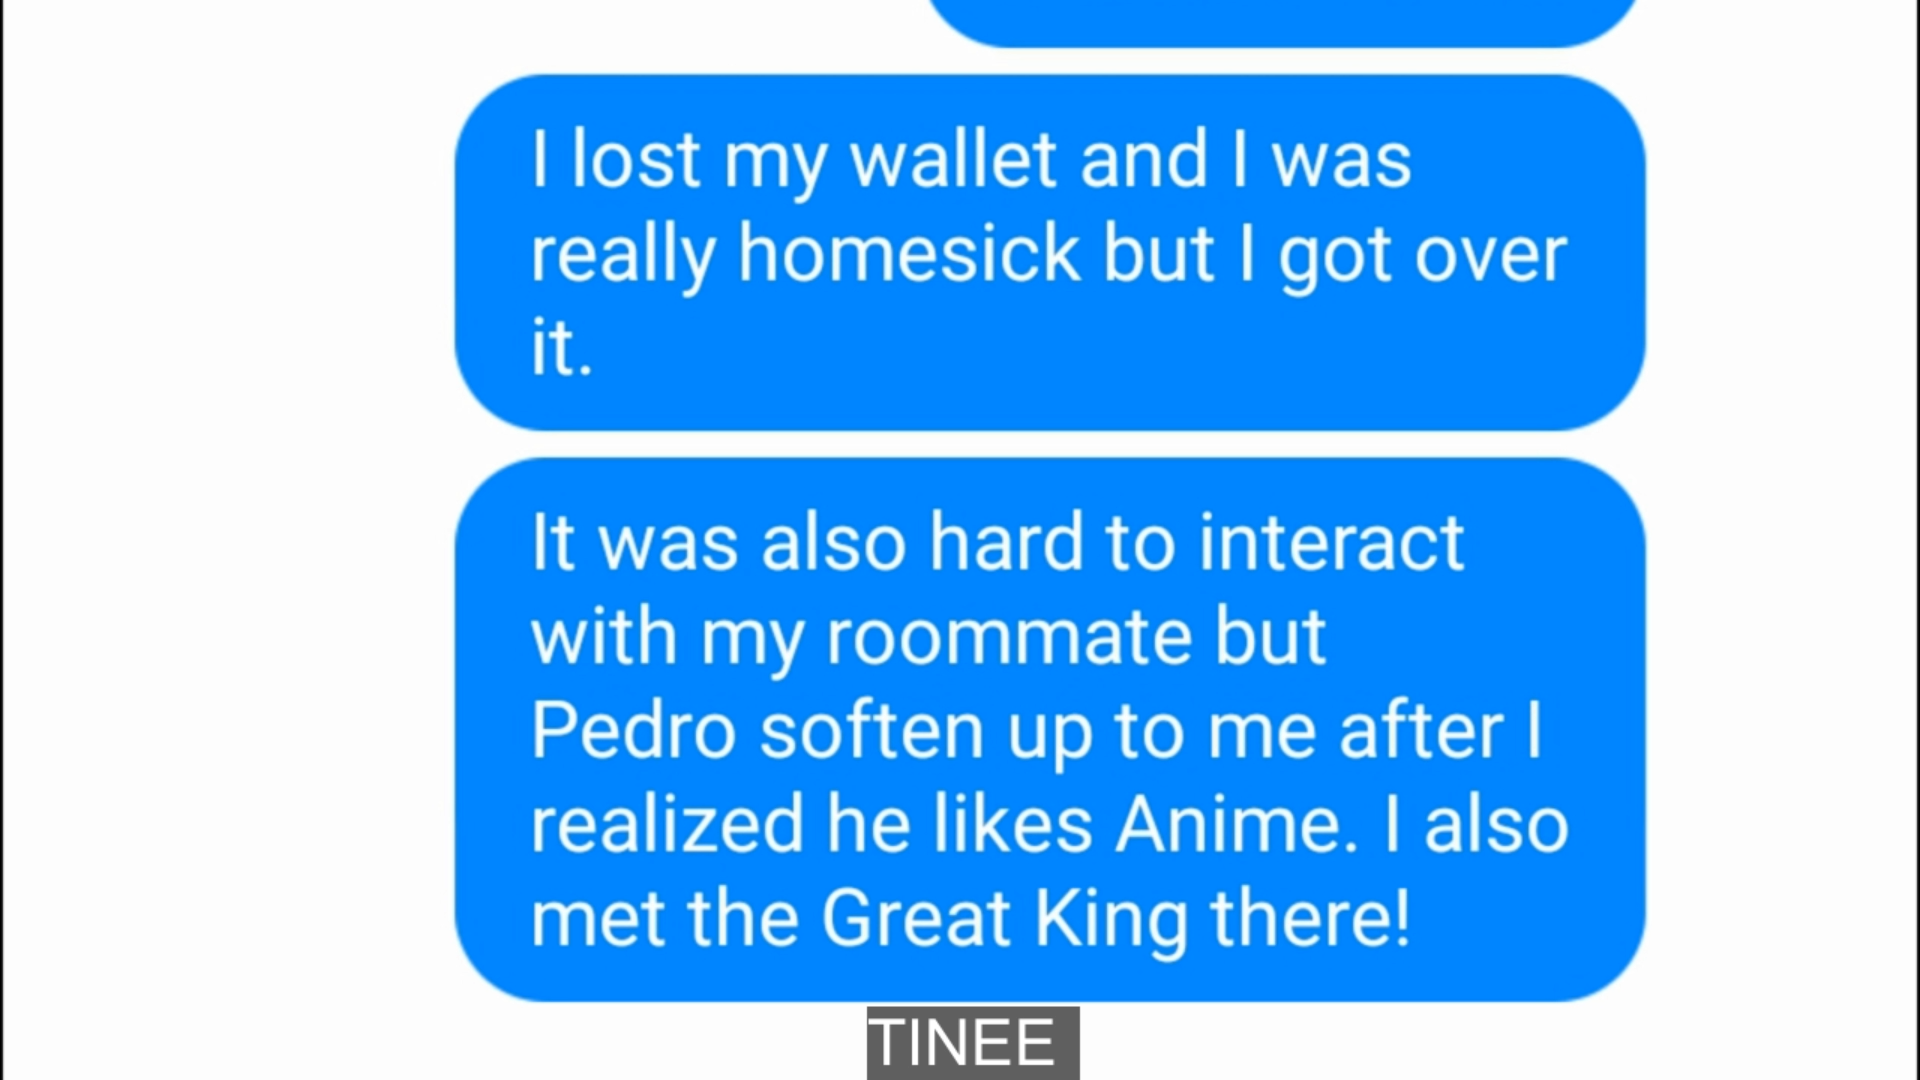 I lost my wallet and I was
really homesick but I got over
it.
It was also hard to interact
with my roommate but
Pedro soften up to me after I
realized he likes Anime. I also
met the Great King there!
TINEE